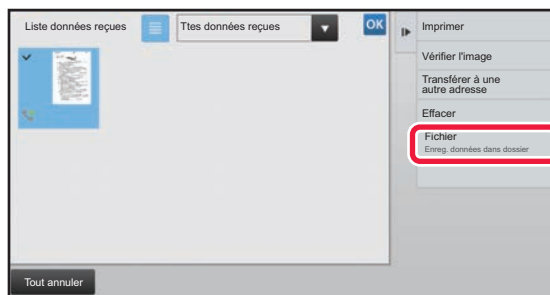 Liste données reçues
Ttes données reçues
OK
Imprimer
Vérifier l'image
Transférer à une
autre adresse
Effacer
Fichier
Enreg. données dans dossier
Tout annuler